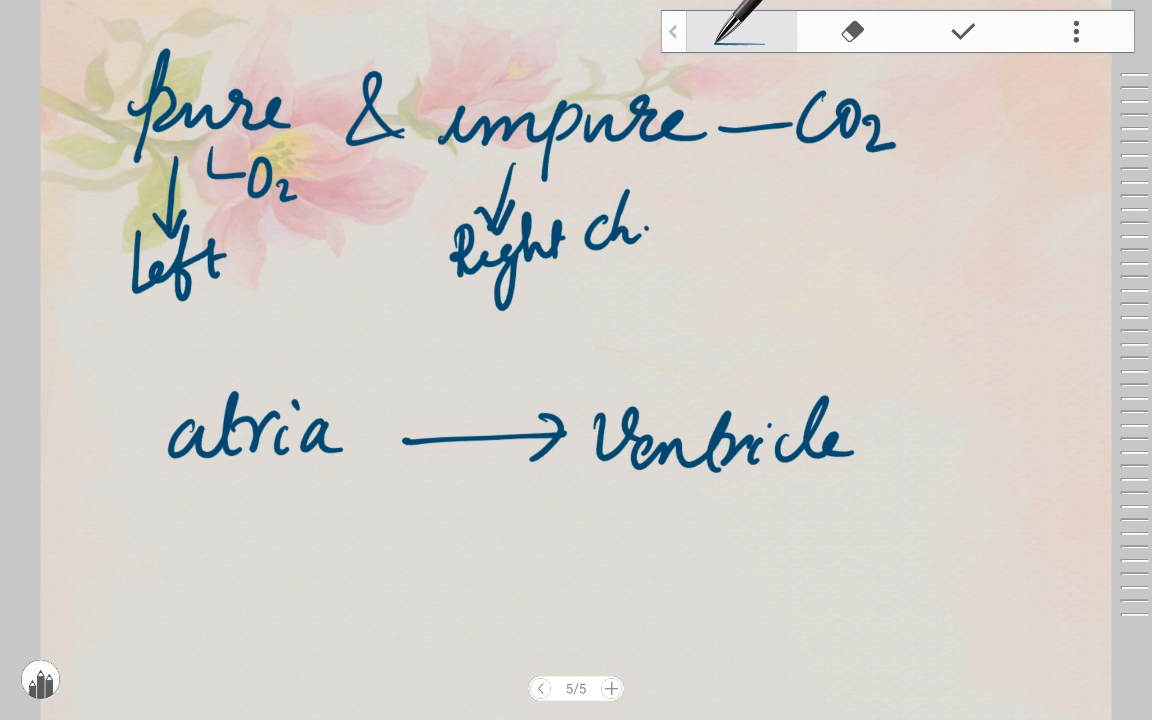 pure & impure — CO2
O2
Left Right ch.
atria → Ventricle
5/5